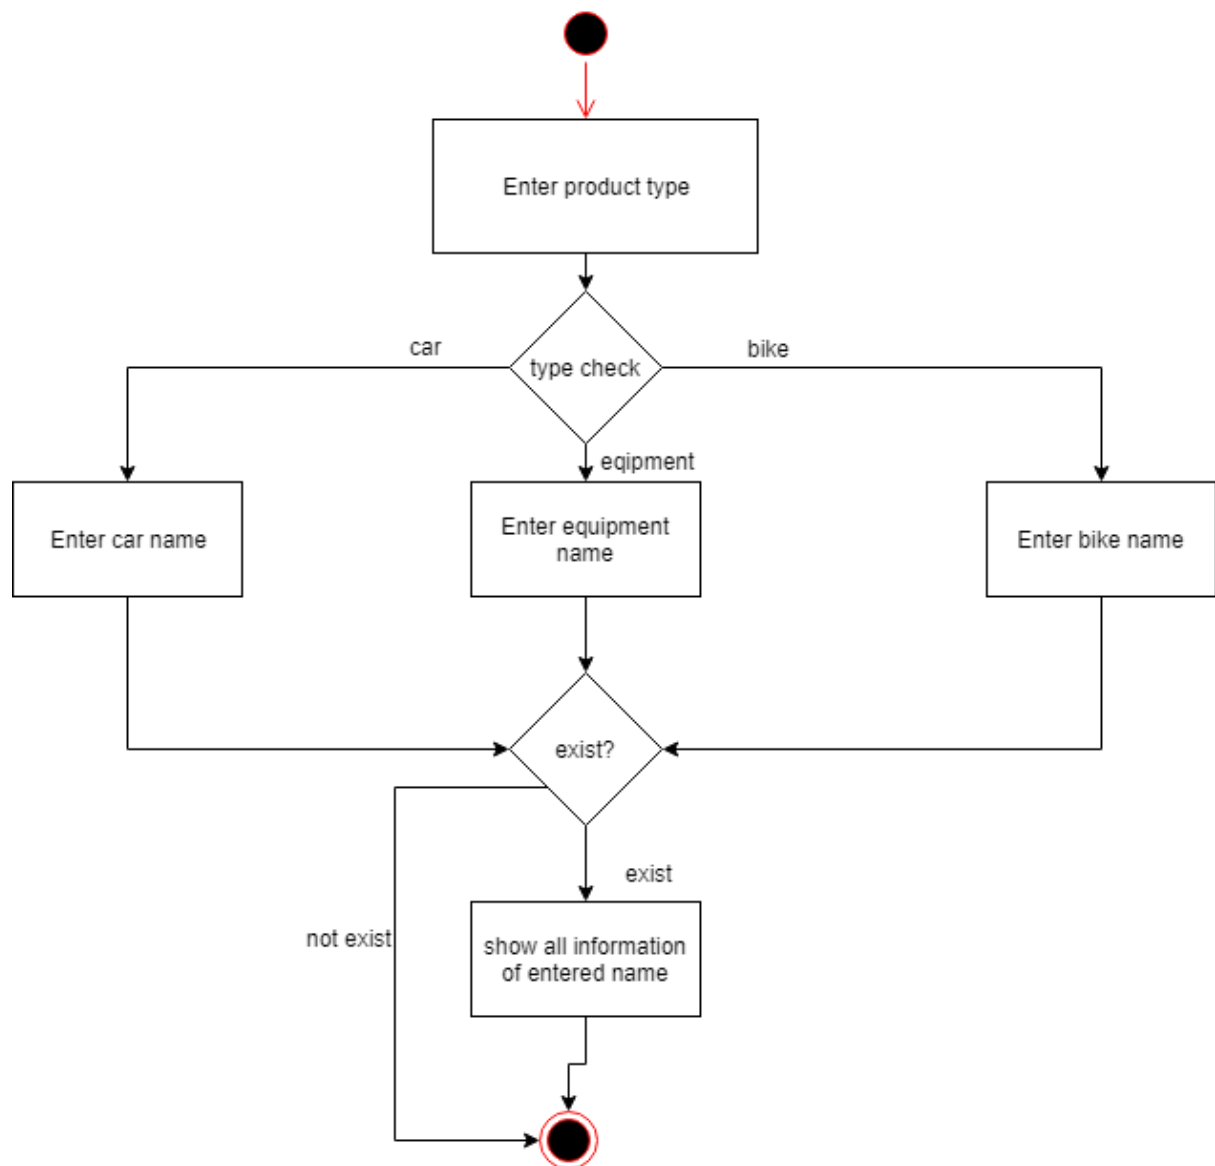 Enter product type
car
bike
type check
eqipment
Enter car name
Enter equipment
name
Enter bike name
exist?
exist
not exist
show all information
of entered name